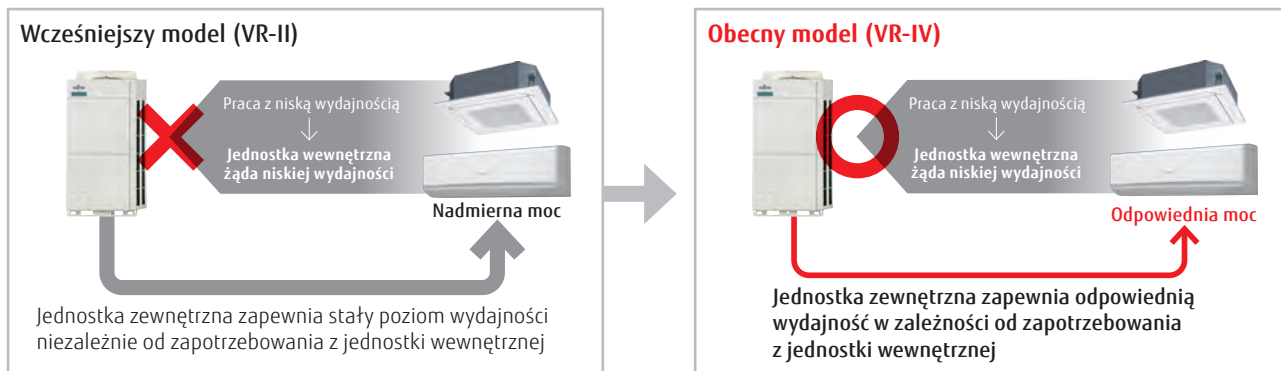 Wcześniejszy model (VR-II)
Praca z niską wydajnością
Jednostka wewnętrzna
żąda niskiej wydajności
Nadmierna moc
Jednostka zewnętrzna zapewnia stały poziom wydajności
niezależnie od zapotrzebowania z jednostki wewnętrznej
Obecny model (VR-IV)
Praca z niską wydajnością
Jednostka wewnętrzna
żąda niskiej wydajności
Odpowiednia moc
Jednostka zewnętrzna zapewnia odpowiednią
wydajność w zależności od zapotrzebowania
z jednostki wewnętrznej